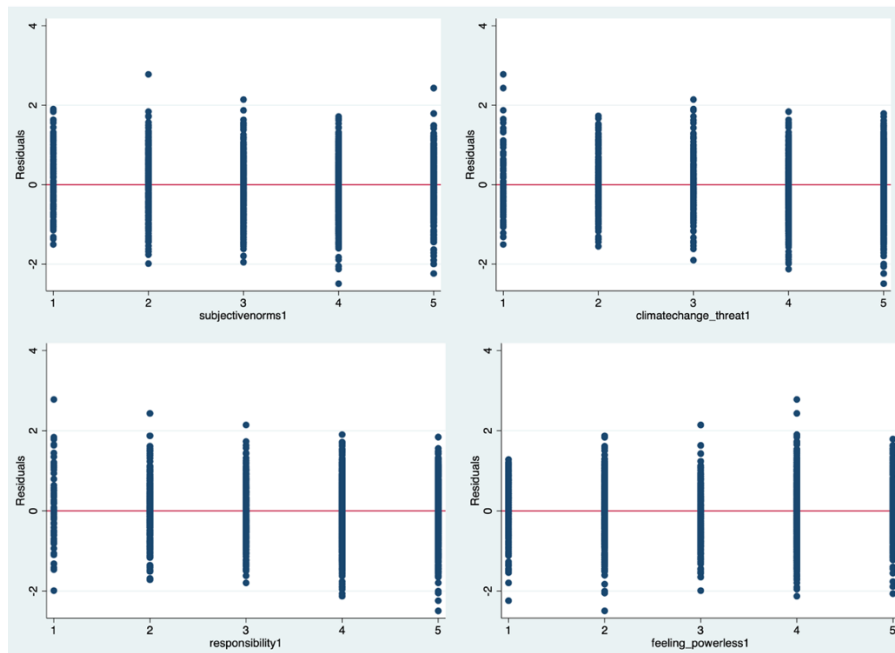 4
2
0
-2
Residuals
1 2 3 4 5
subjectivenorms1
4
2
0
-2
Residuals
1 2 3 4 5
climatechange_threat1
4
2
0
-2
Residuals
1 2 3 4 5
responsibility1
4
2
0
-2
Residuals
1 2 3 4 5
feeling_powerless1